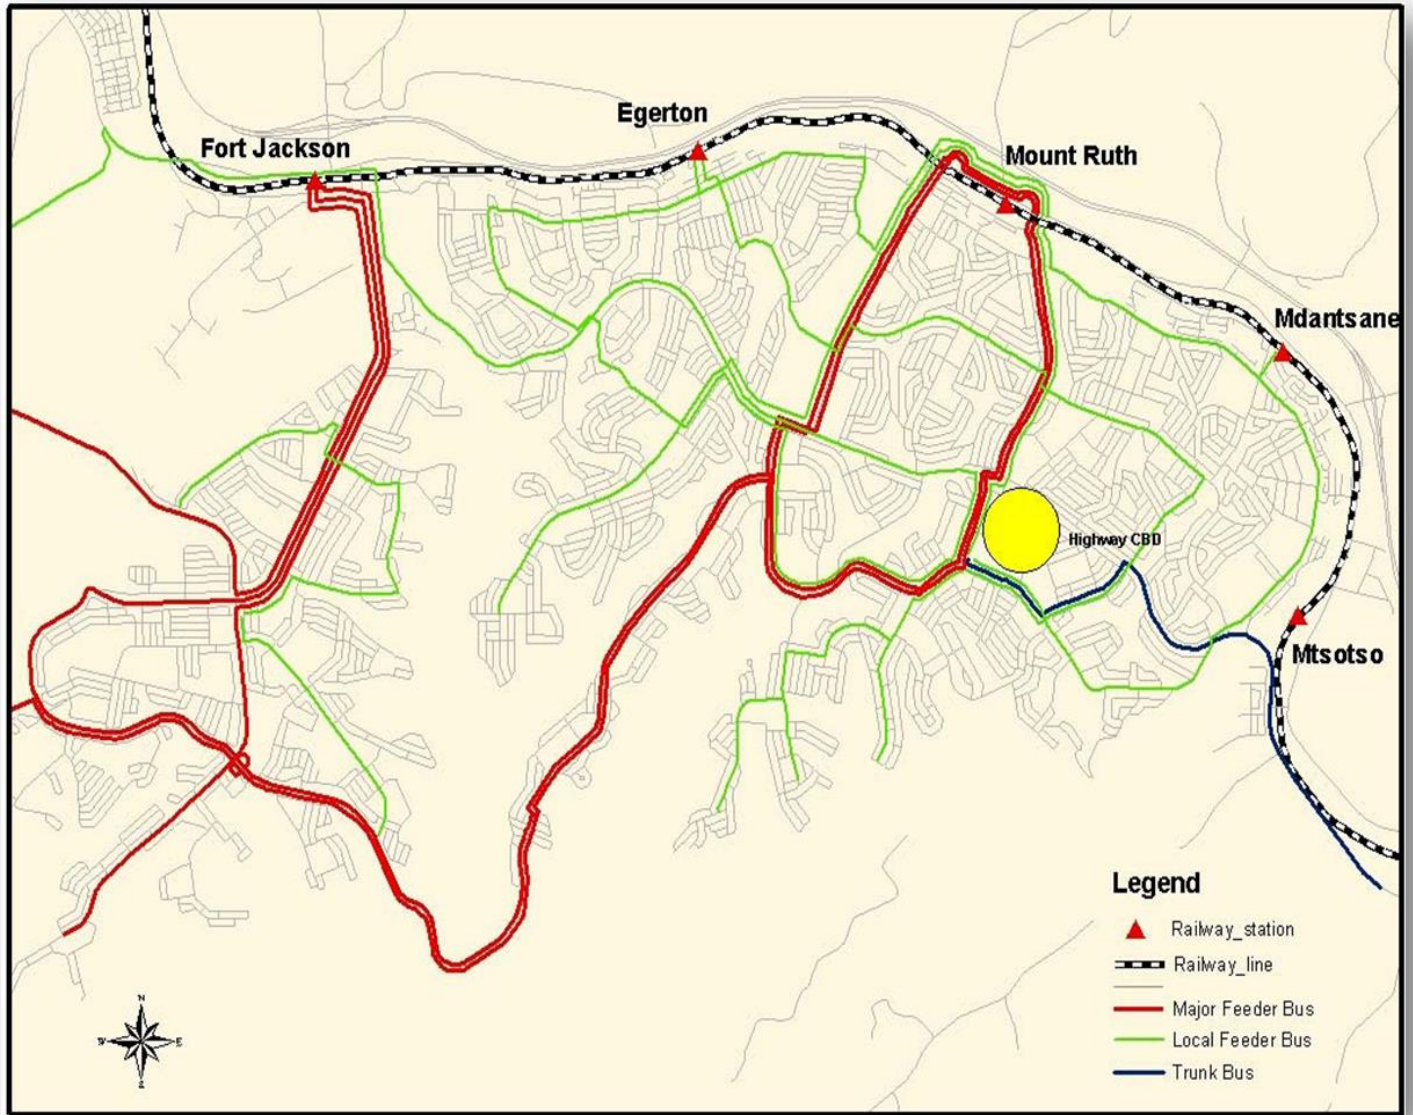 Egerton
Fort Jackson
Mount Ruth
Mdantsane
Highway CBD
Mtsotso
Legend
Railway_station
Railway_line
Major Feeder Bus
Local Feeder Bus
Trunk Bus
N
W
E
S